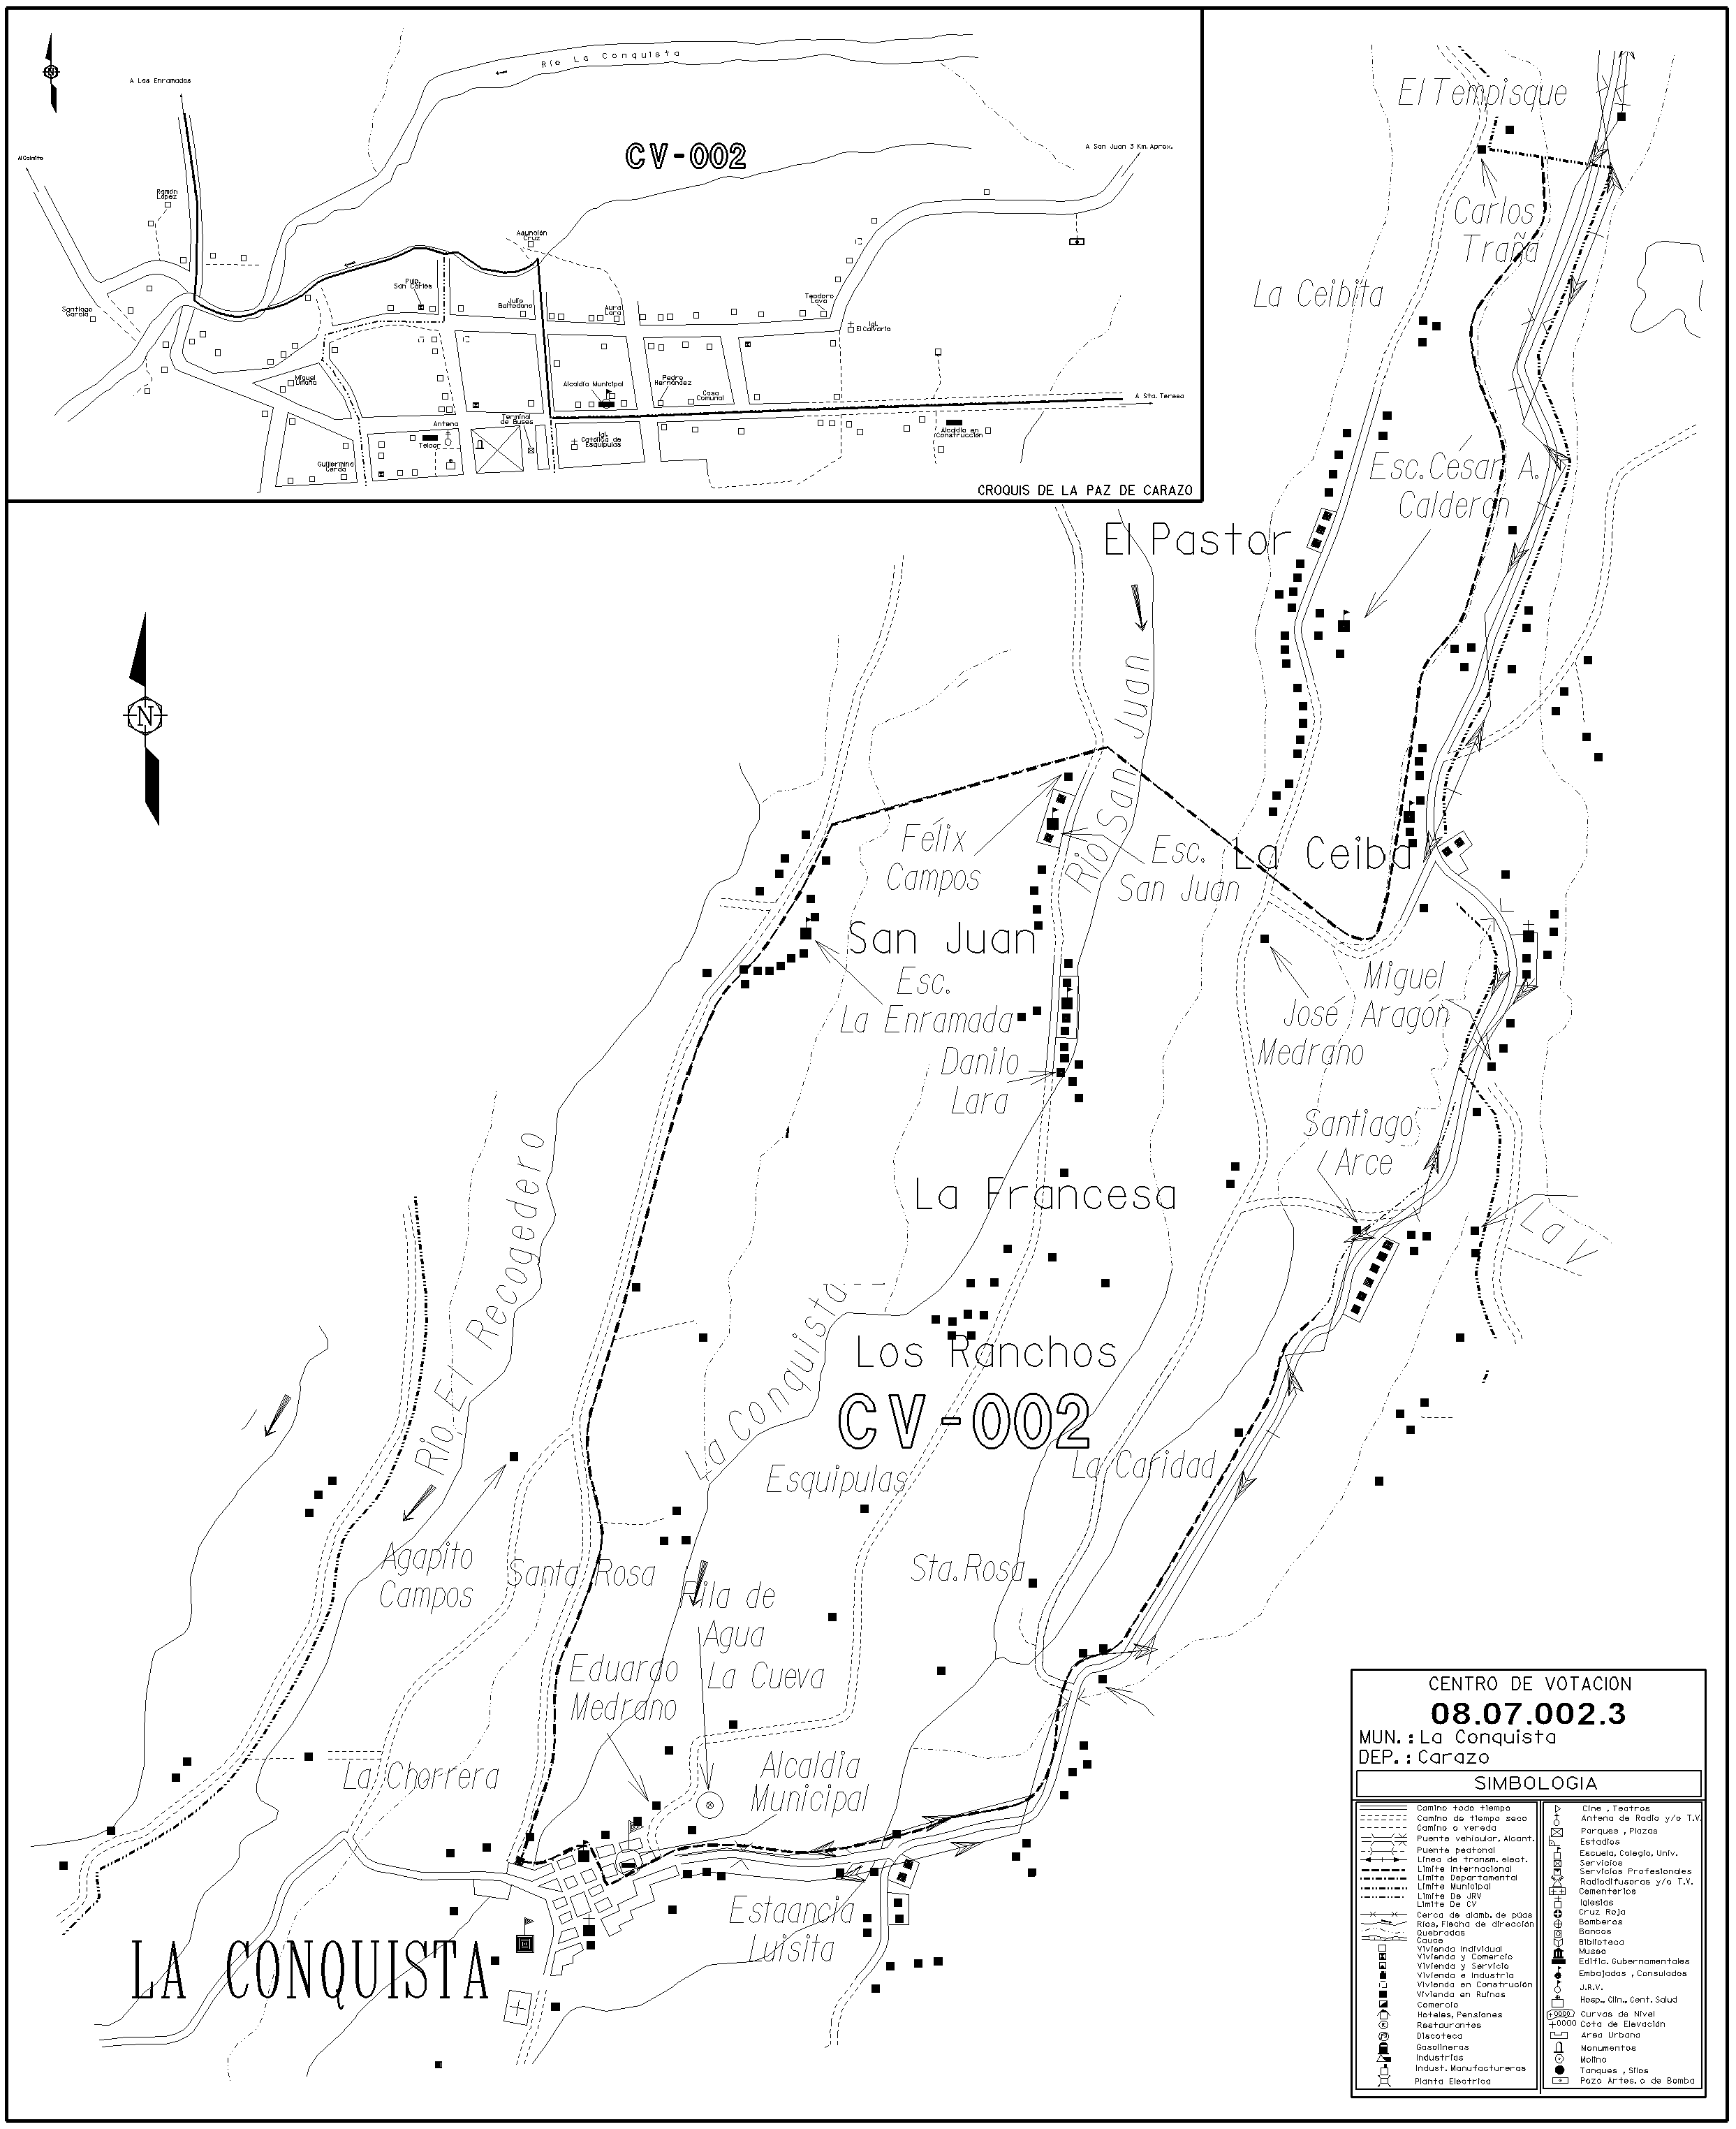 A Las Enramadas
Río La Conquista
CV-002
A San Juan 3 Km. Aprox.
Ramón
López
Asunción
Cruz
Pulp.
San Carlos
Julio
Baltodano
Aura
Lara
Teodoro
Lova
Igl.
El Calvario
Santiago
García
Miguel
Umaña
Alcaldía Municipal
Pedro
Hernández
Casa
Comunal
A Sta. Teresa
Antena
Telcor
Terminal
de Buses
Igl.
Católica de
Esquipulas
Alcaldía en
Construcción
Guillermina
Cerda
CROQUIS DE LA PAZ DE CARAZO
El Tempisque
Carlos
Traña
La Ceibita
Esc. César A.
Calderon
El Pastor
Rio San Juan
Félix
Campos
Esc.
San Juan
La Ceiba
San Juan
Esc.
La Enramada
Miguel
Aragón
José
Medraño
Danilo
Lara
Santiago
Arce
La Francesa
La V
Rio El Recogedero
La Conquista
Los Ranchos
CV-002
La Caridad
Esquipulas
Agapito
Campos
Santa Rosa
Sta. Rosa
Pila de
Agua
La Cueva
Eduardo
Medrano
La Chorrera
Alcaldia
Municipal
Estaancia
Luisita
LA CONQUISTA
N
CENTRO DE VOTACION
08.07.002.3
MUN. : La Conquista
DEP. : Carazo
SIMBOLOGIA
Camino todo tiempo
Camino de tiempo seco
Camino o vereda
Puente vehicular, Alcant.
Puente peatonal
Línea de transm. elect.
Límite Internacional
Límite Departamental
Límite Municipal
Límite De JRV
Límite De CV
Cerca de alamb. de púas
Ríos, Flecha de dirección
Quebradas
Cauce
Vivienda Individual
Vivienda y Comercio
Vivienda y Servicio
Vivienda e Industria
Vivienda en Construción
Vivienda en Ruinas
Comercio
Hoteles, Pensiones
Restaurantes
Discoteca
Gasolineras
Industrias
Indust. Manufactureras
Planta Electrica
Cine , Teatros
Antena de Radio y/o T.V.
Parques , Plazas
Estadios
Escuela, Colegio, Univ.
Servicios
Servicios Profesionales
Radiodifusoras y/o T.V.
Cementerios
Iglesias
Cruz Roja
Bomberos
Bancos
Biblioteca
Museo
Edific. Gubernamentales
Embajadas , Consulados
J.R.V.
Hosp., Clin., Cent. Salud
Curvas de Nivel
Cota de Elevación
Area Urbana
Monumentos
Molino
Tanques , Silos
Pozo Artes. o de Bomba